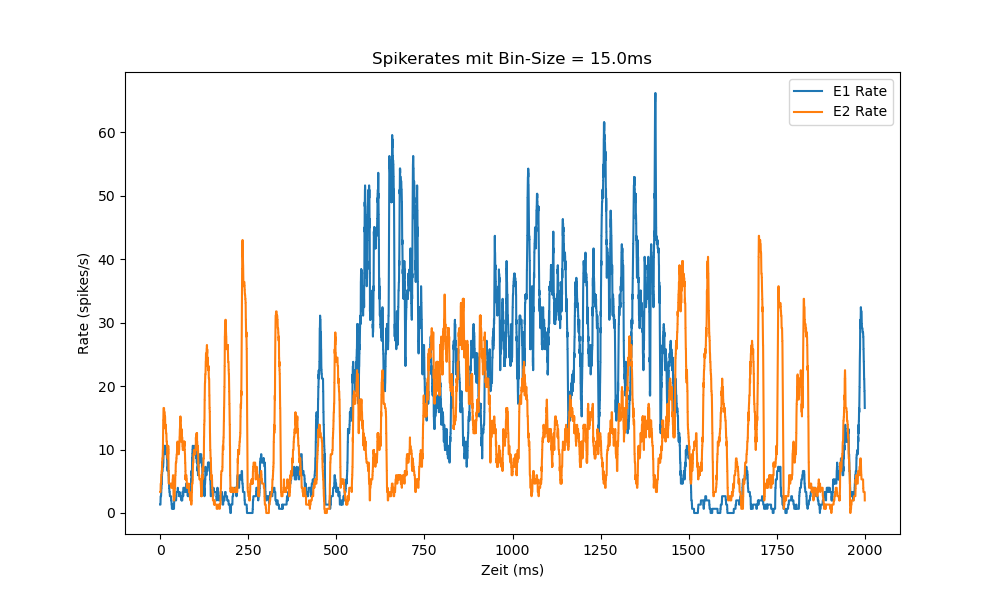 Spikerates mit Bin-Size = 15.0ms
E1 Rate
E2 Rate
Rate (spikes/s)
60
50
40
30
20
10
0
0 250 500 750 1000 1250 1500 1750 2000
Zeit (ms)